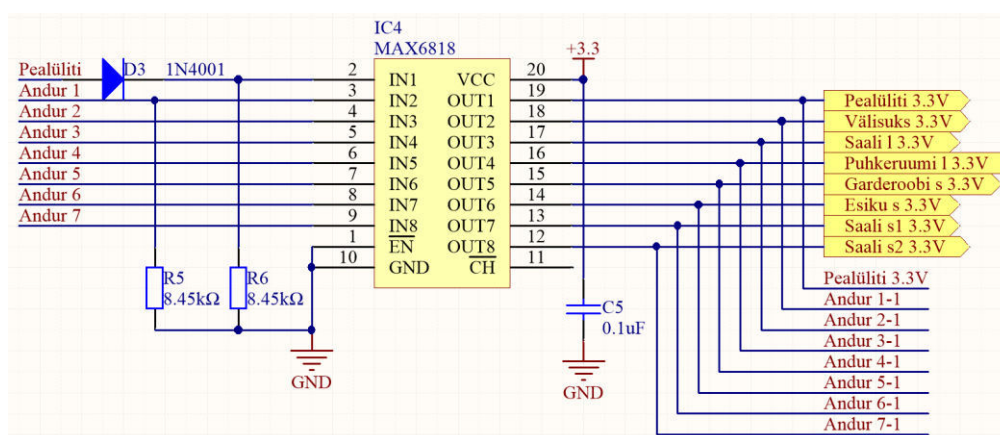 IC4
MAX6818
+3.3
Pealüliti
D3
1N4001
Andur 1
Andur 2
Andur 3
Andur 4
Andur 5
Andur 6
Andur 7
2
3
4
5
6
7
8
9
1
10
IN1
IN2
IN3
IN4
IN5
IN6
IN7
IN8
EN
GND
VCC
OUT1
OUT2
OUT3
OUT4
OUT5
OUT6
OUT7
OUT8
CH
20
19
18
17
16
15
14
13
12
11
Pealüliti 3.3V
Välisuks 3.3V
Saali l 3.3V
Puhkeruumi l 3.3V
Garderoobi s 3.3V
Esiku s 3.3V
Saali s1 3.3V
Saali s2 3.3V
R5
8.45kΩ
R6
8.45kΩ
GND
C5
0.1uF
GND
Pealüliti 3.3V
Andur 1-1
Andur 2-1
Andur 3-1
Andur 4-1
Andur 5-1
Andur 6-1
Andur 7-1